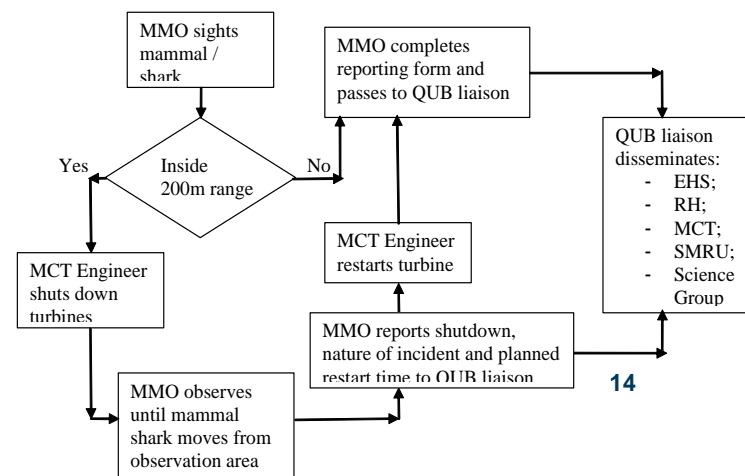 MMO sights
mammal /
shark
Yes
Inside
200m range
No
MCT Engineer
shuts down
turbines
MMO observes
until mammal
shark moves from
observation area
MMO reports shutdown,
nature of incident and planned
restart time to QUB liaison
MCT Engineer
restarts turbine
MMO completes
reporting form and
passes to QUB liaison
QUB liaison
disseminates:
- EHS;
- RH;
- MCT;
- SMRU;
- Science
Group
14